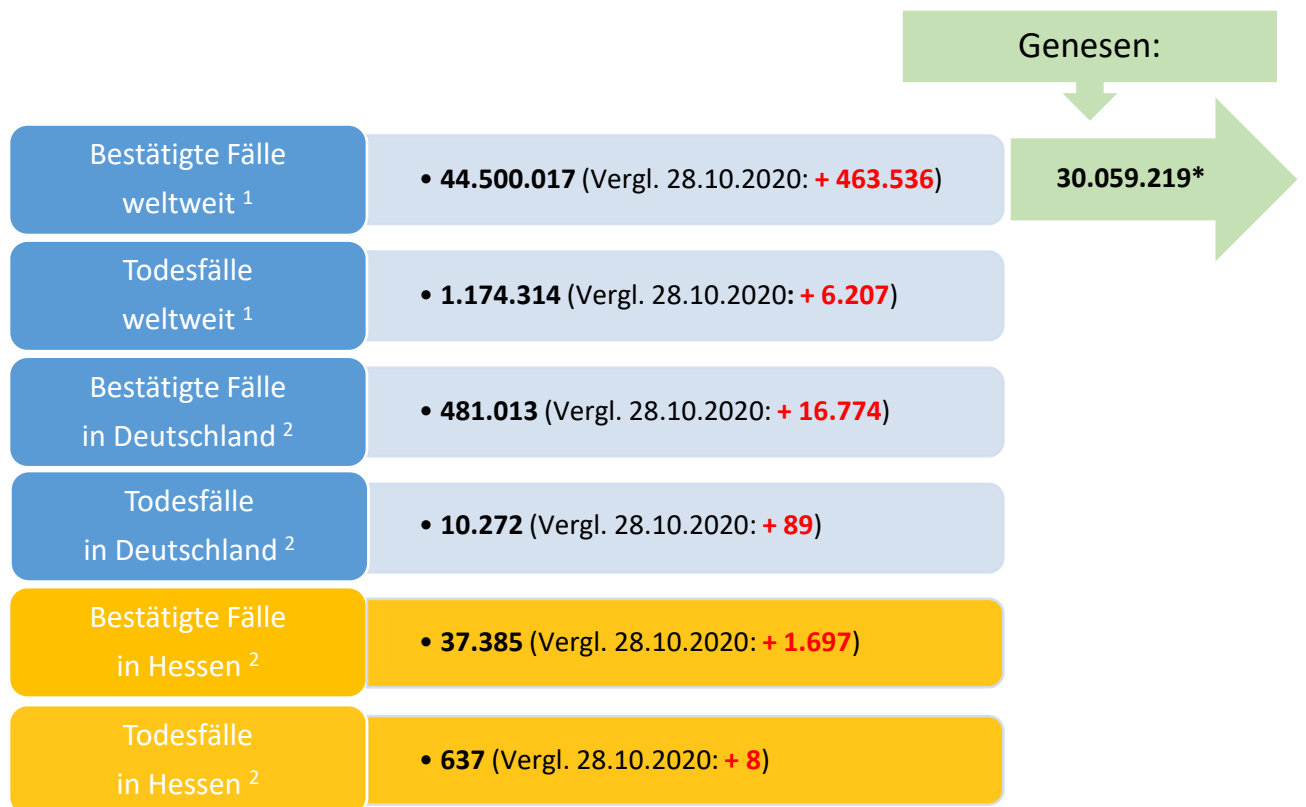 Genesen:
Bestätigte Fälle
weltweit ¹
• 44.500.017 (Vergl. 28.10.2020: + 463.536)
30.059.219*
Todesfälle
weltweit ¹
• 1.174.314 (Vergl. 28.10.2020: + 6.207)
Bestätigte Fälle
in Deutschland ²
• 481.013 (Vergl. 28.10.2020: + 16.774)
Todesfälle
in Deutschland ²
• 10.272 (Vergl. 28.10.2020: + 89)
Bestätigte Fälle
in Hessen ²
• 37.385 (Vergl. 28.10.2020: + 1.697)
Todesfälle
in Hessen ²
• 637 (Vergl. 28.10.2020: + 8)